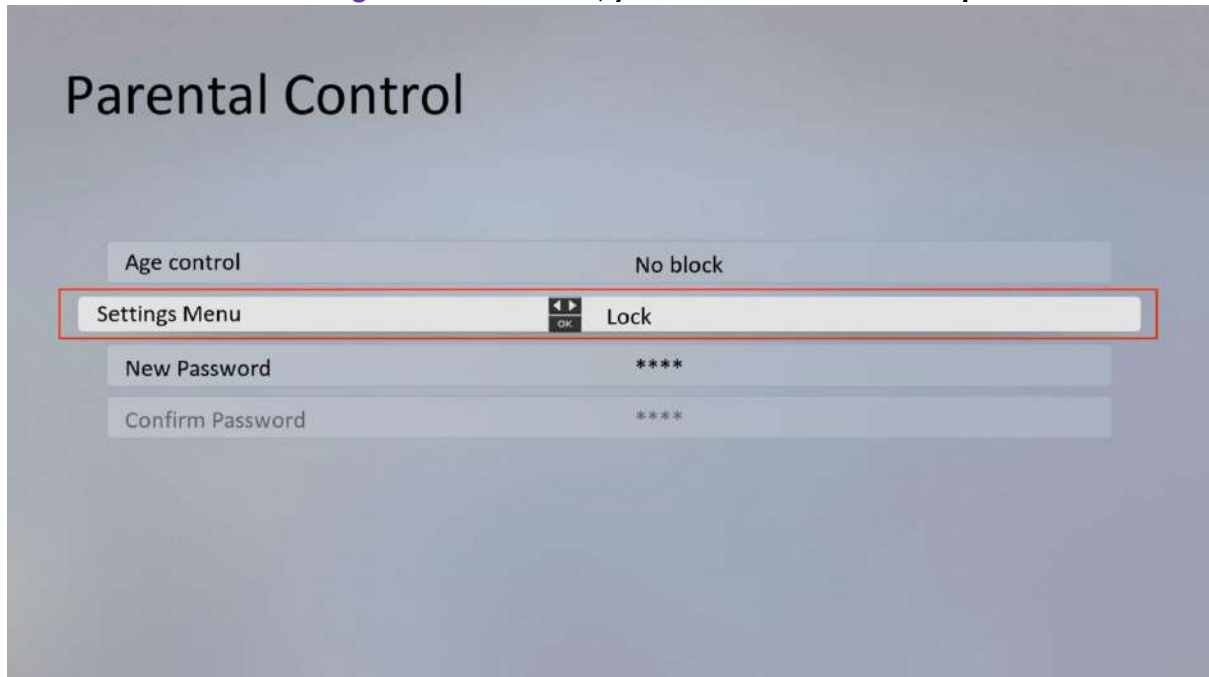 Parental Control
Age control No block
Settings Menu OK Lock
New Password ****
Confirm Password ****